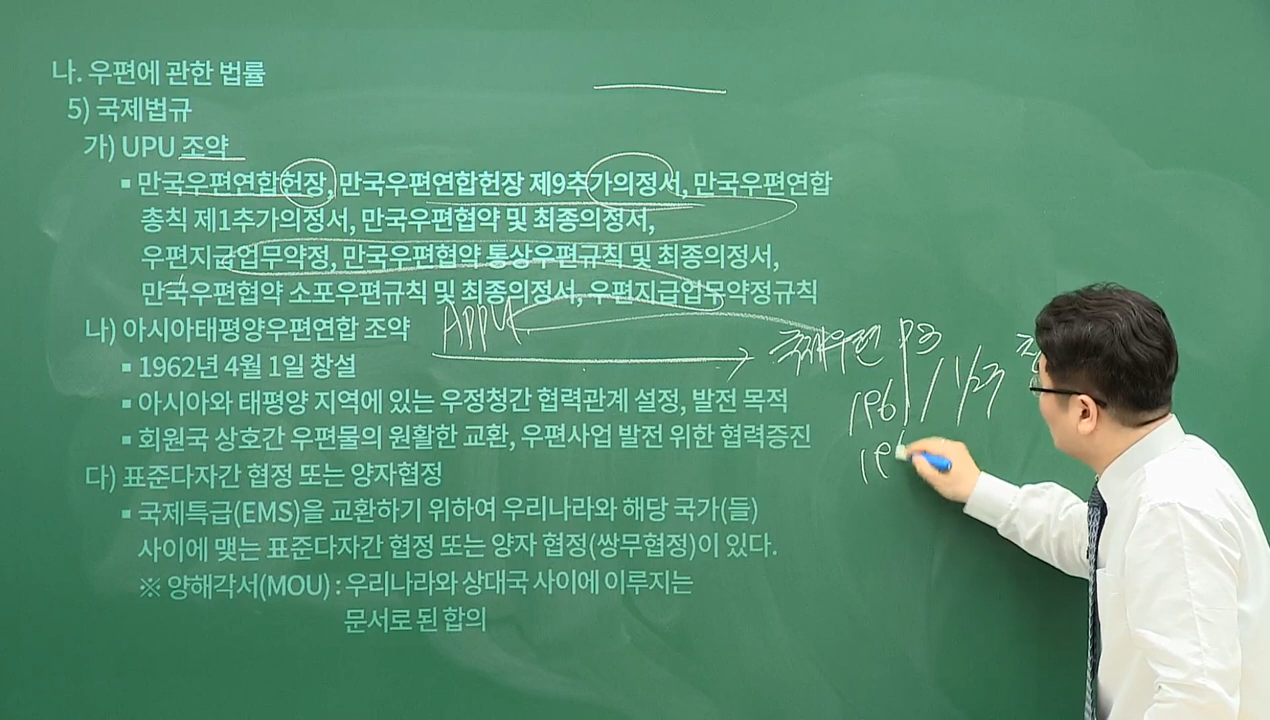 나. 우편에 관한 법률
5) 국제법규
가) UPU 조약
▪ 만국우편연합헌장, 만국우편연합헌장 제9추가의정서, 만국우편연합
총칙 제1추가의정서, 만국우편협약 및 최종의정서,
우편지급업무약정, 만국우편협약 통상우편규칙 및 최종의정서,
만국우편협약 소포우편규칙 및 최종의정서, 우편지급업무약정규칙
나) 아시아태평양우편연합 조약 APPU
▪ 1962년 4월 1일 창설
국제우편 P3
196 / 1/23
▪ 아시아와 태평양 지역에 있는 우정청간 협력관계 설정, 발전 목적
▪ 회원국 상호간 우편물의 원활한 교환, 우편사업 발전 위한 협력증진
19
다) 표준다자간 협정 또는 양자협정
▪ 국제특급(EMS)을 교환하기 위하여 우리나라와 해당 국가(들)
사이에 맺는 표준다자간 협정 또는 양자 협정(쌍무협정)이 있다.
※ 양해각서(MOU) : 우리나라와 상대국 사이에 이루지는
문서로 된 합의